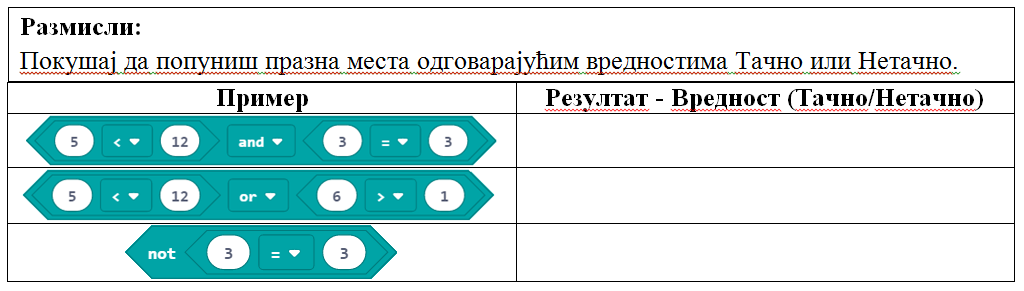 Размисли:
Покушај да попуниш празна места одговарајућим вредностима Тачно или Нетачно.
Пример Резултат - Вредност (Тачно/Нетачно)
5 < 12 and 3 = 3
5 < 12 or 6 > 1
not 3 = 3